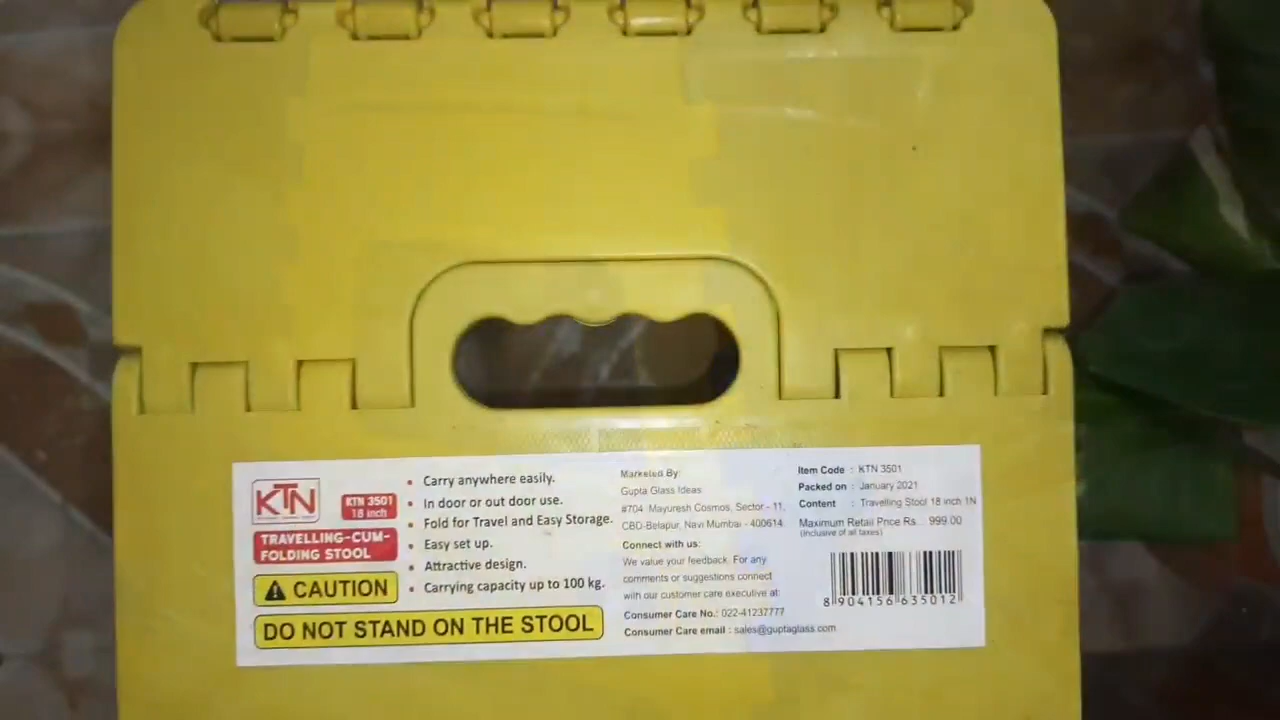 KTN
KTN 3501
18 inch
TRAVELLING-CUM-
FOLDING STOOL
CAUTION
DO NOT STAND ON THE STOOL
• Carry anywhere easily.
• In door or out door use.
• Fold for Travel and Easy Storage.
• Easy set up.
• Attractive design.
• Carrying capacity up to 100 kg.
Marketed By:
Gupta Glass Ideas
#704, Mayuresh Cosmos, Sector - 11,
CBD-Belapur, Navi Mumbai - 400614.
Connect with us:
We value your feedback. For any
comments or suggestions connect
with our customer care executive at:
Consumer Care No.: 022-41237777
Consumer Care email : sales@guptaglass.com
Item Code : KTN 3501
Packed on : January 2021
Content : Travelling Stool 18 inch 1N
Maximum Retail Price Rs. 999.00
(Inclusive of all taxes)
8 904156 635012